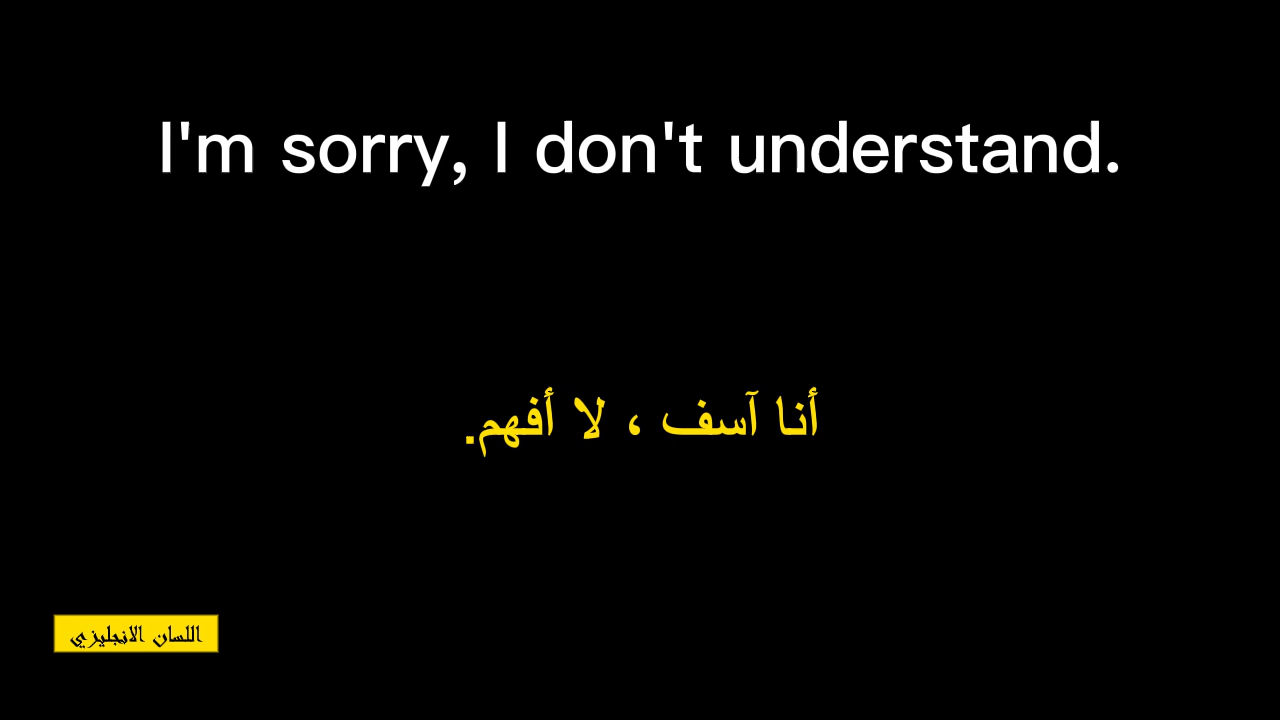 I'm sorry, I don't understand.
أنا آسف ، لا أفهم.
اللسان الانجليزي